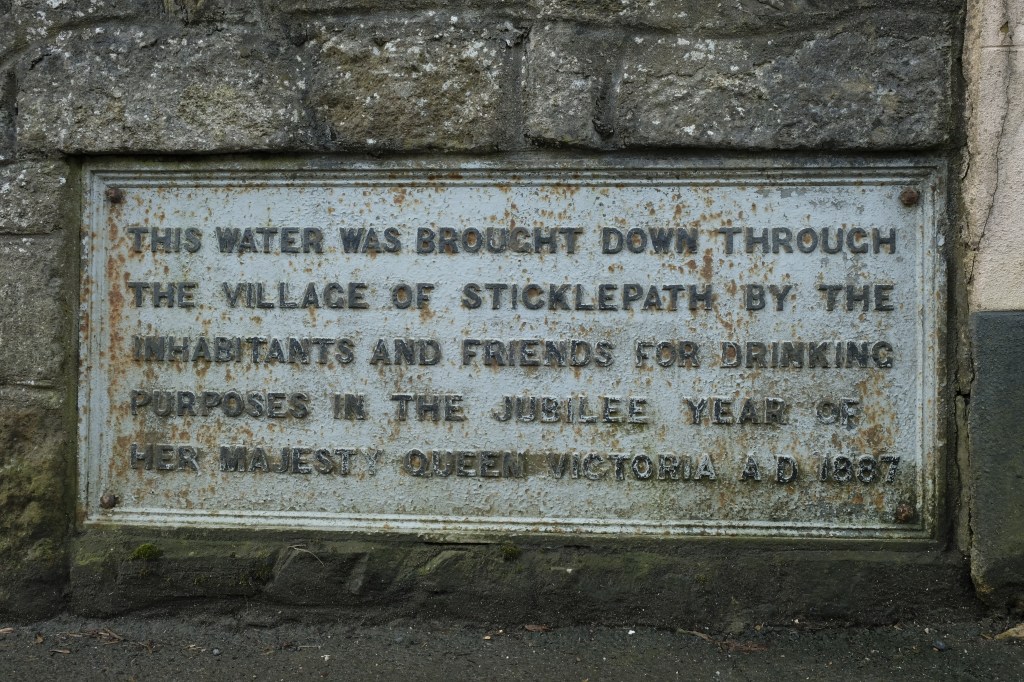 THIS WATER WAS BROUGHT DOWN THROUGH
THE VILLAGE OF STICKLEPATH BY THE
INHABITANTS AND FRIENDS FOR DRINKING
PURPOSES IN THE JUBILEE YEAR OF
HER MAJESTY QUEEN VICTORIA A.D 1887